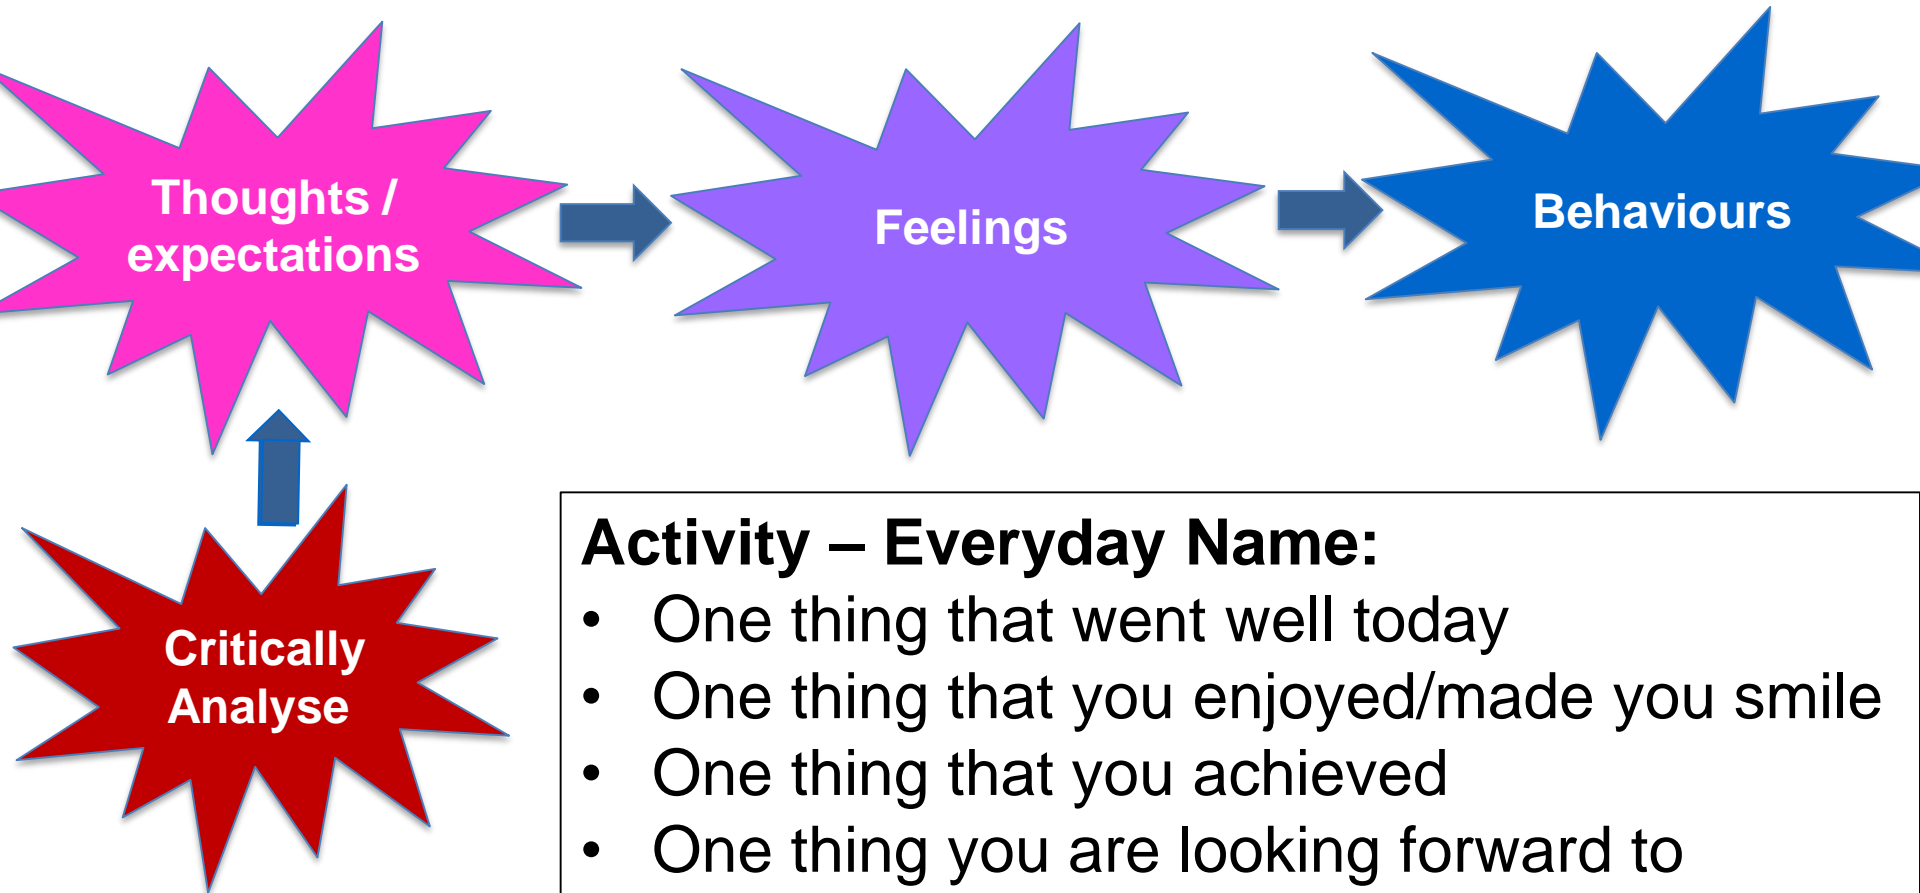 Thoughts /
expectations
Feelings
Behaviours
Critically
Analyse
Activity – Everyday Name:
• One thing that went well today
• One thing that you enjoyed/made you smile
• One thing that you achieved
• One thing you are looking forward to